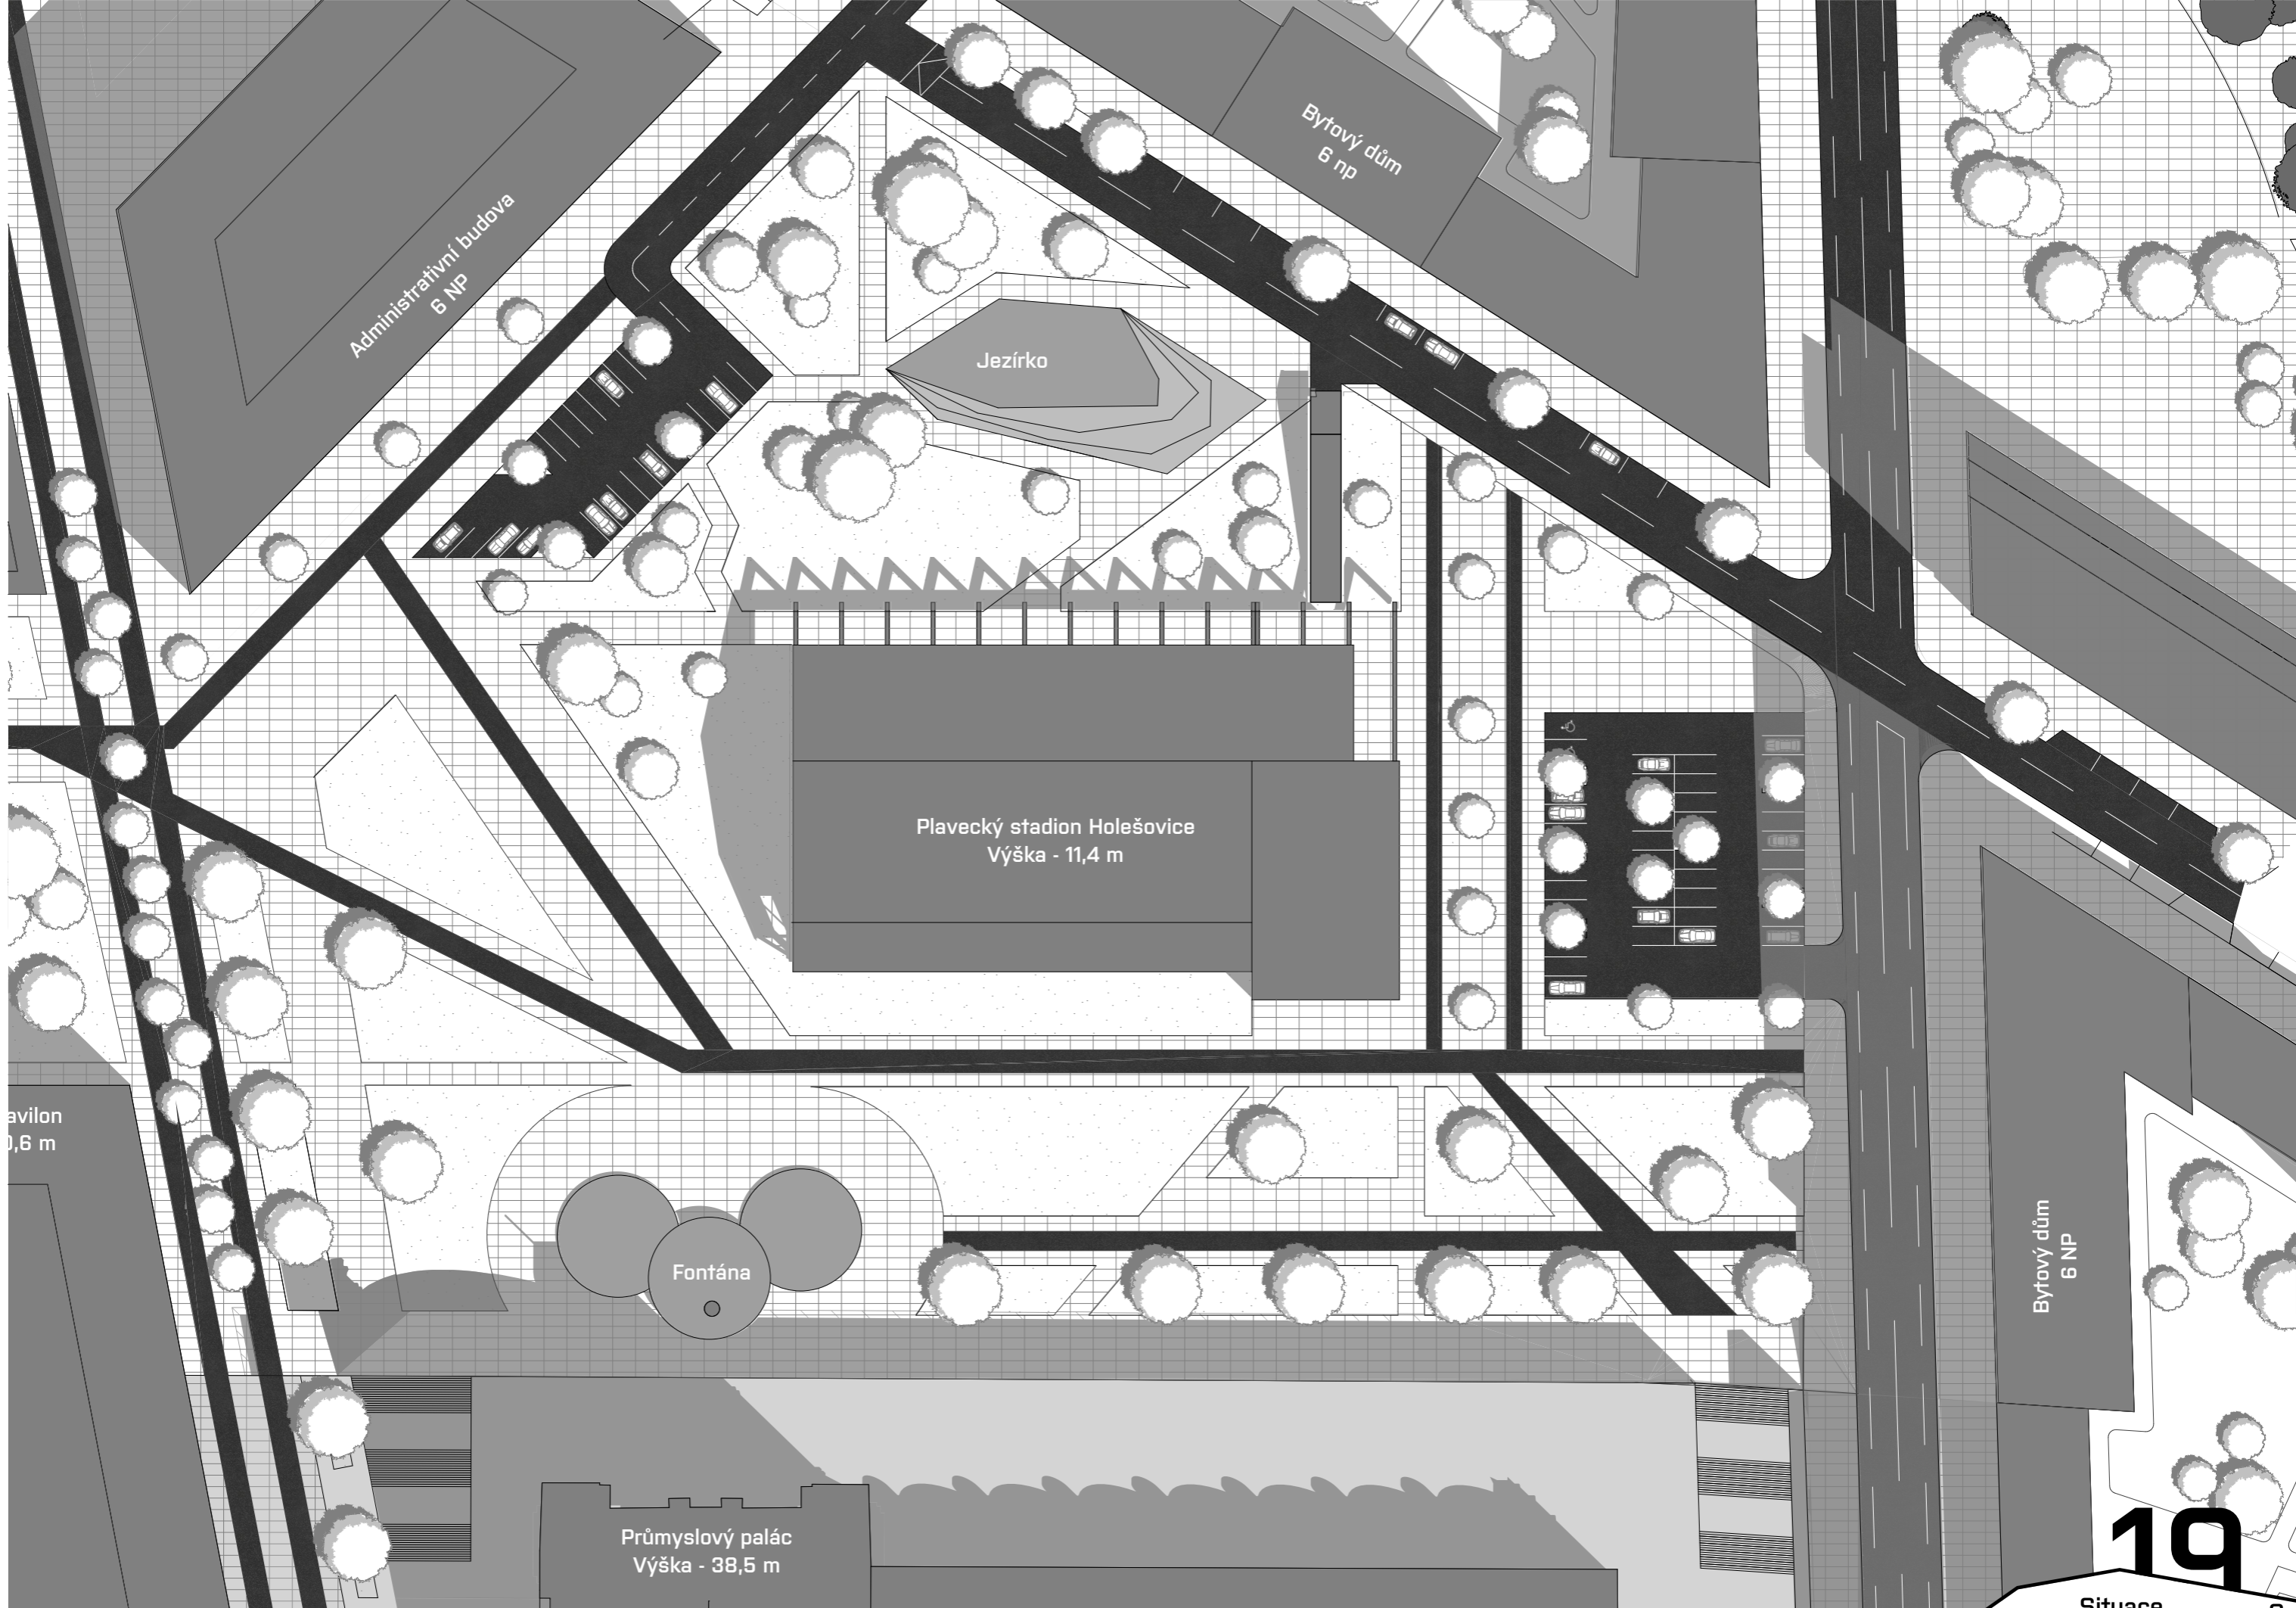 Bytový dům
6 np
Administrativní budova
6 NP
Jezírko
Plavecký stadion Holešovice
Výška - 11,4 m
avilon
0,6 m
Fontána
Bytový dům
6 NP
Průmyslový palác
Výška - 38,5 m
19
Situace